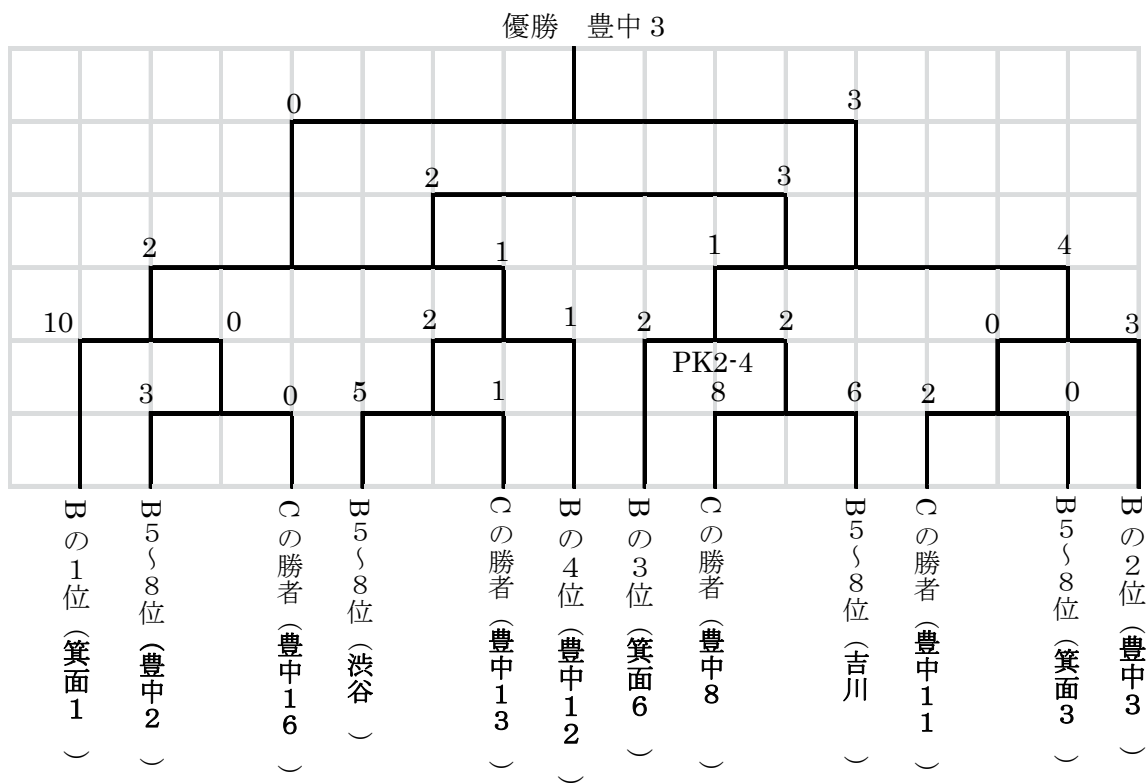 優勝　豊中 3
0 3
2 3
2 1 1 4
10 0 2 1 2 2 0 3
PK2-4
3 0 5 1 8 6 2 0
Bの1位（箕面1　）
B5～8位（豊中2　）
Cの勝者（豊中16　）
B5～8位（渋谷　）
Cの勝者（豊中13　）
Bの4位（豊中12　）
Bの3位（箕面6　）
Cの勝者（豊中8　）
B5～8位（吉川　）
Cの勝者（豊中11　）
B5～8位（箕面3　）
Bの2位（豊中3　）